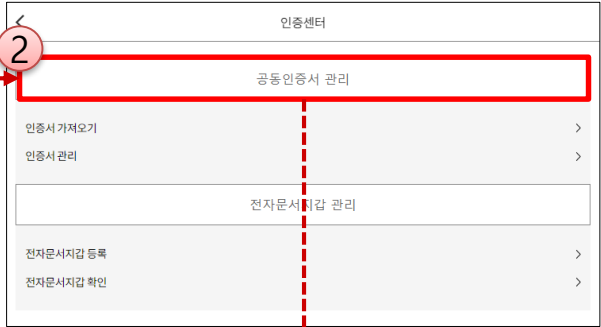 인증센터
2
공동인증서 관리
인증서 가져오기
인증서 관리
전자문서지갑 관리
전자문서지갑 등록
전자문서지갑 확인